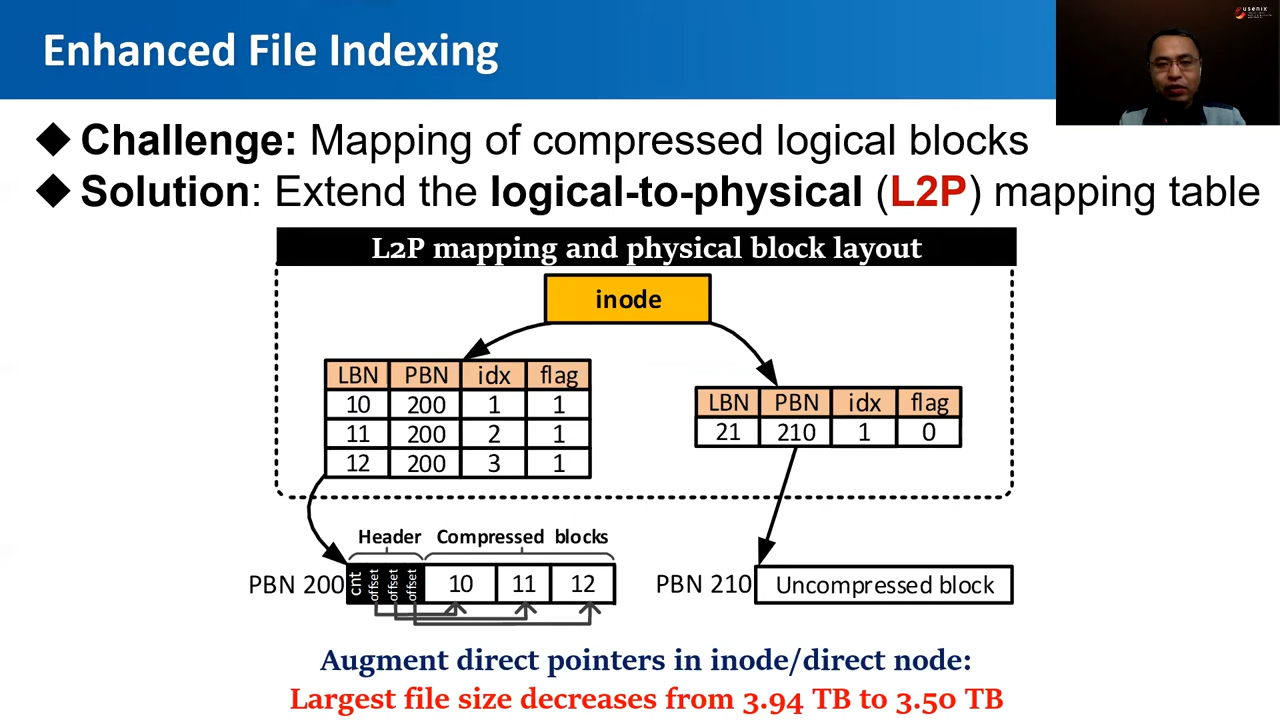 Enhanced File Indexing
usenix
◆ Challenge: Mapping of compressed logical blocks
◆ Solution: Extend the logical-to-physical (L2P) mapping table
L2P mapping and physical block layout
inode
LBN PBN idx flag
10 200 1 1
11 200 2 1
12 200 3 1
LBN PBN idx flag
21 210 1 0
Header Compressed blocks
PBN 200 cnt offset offset offset 10 11 12
PBN 210 Uncompressed block
Augment direct pointers in inode/direct node:
Largest file size decreases from 3.94 TB to 3.50 TB